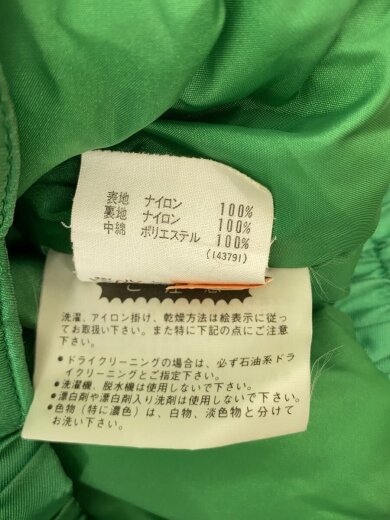 表地 ナイロン 100%
裏地 ナイロン 100%
中綿 ポリエステル 100%
(143791)
ご注意
洗濯、アイロン掛け、乾燥方法は絵表示に従っ
てお取扱い下さい。また特に下記の点にご注意
下さい。
●ドライクリーニングの場合は、必ず石油系ドラ
イクリーニングとご指定下さい。
●洗濯機、脱水機は使用しないで下さい。
●漂白剤や漂白剤入り洗剤は使用しないで下さい。
●色物（特に濃色）は、白物、淡色物と分けて
お洗い下さい。